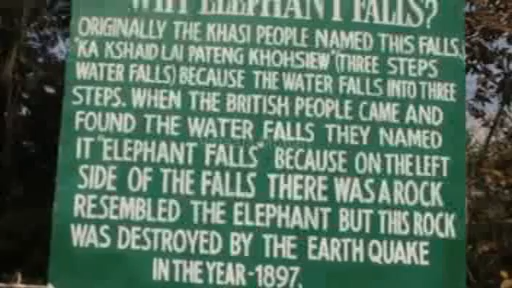 WHY ELEPHANT FALLS?
ORIGINALLY THE KHASI PEOPLE NAMED THIS FALLS,
"KA KSHAID LAI PATENG KHOHSIEW" (THREE STEPS
WATER FALLS) BECAUSE THE WATER FALLS INTO THREE
STEPS. WHEN THE BRITISH PEOPLE CAME AND
FOUND THE WATER FALLS THEY NAMED
IT "ELEPHANT FALLS" BECAUSE ON THE LEFT
SIDE OF THE FALLS THERE WAS A ROCK
RESEMBLED THE ELEPHANT BUT THIS ROCK
WAS DESTROYED BY THE EARTH QUAKE
IN THE YEAR-1897.